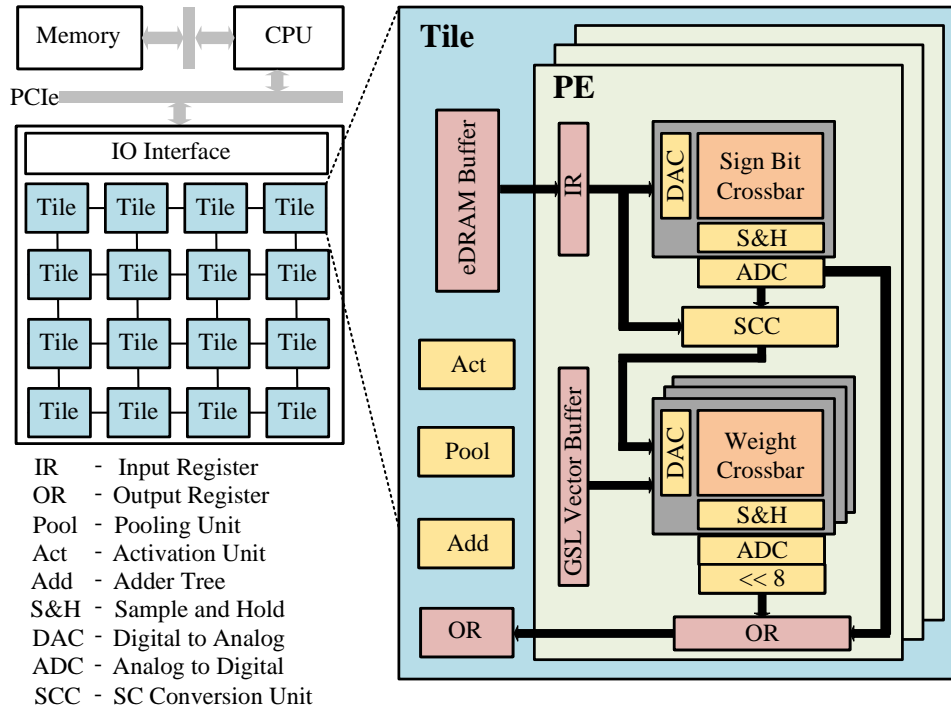 Memory
CPU
PCIe
IO Interface
Tile Tile Tile Tile
Tile Tile Tile Tile
Tile Tile Tile Tile
Tile Tile Tile Tile
IR - Input Register
OR - Output Register
Pool - Pooling Unit
Act - Activation Unit
Add - Adder Tree
S&H - Sample and Hold
DAC - Digital to Analog
ADC - Analog to Digital
SCC - SC Conversion Unit
Tile
eDRAM Buffer
Act
Pool
Add
OR
PE
IR
DAC
Sign Bit
Crossbar
S&H
ADC
SCC
GSL Vector Buffer
DAC
Weight
Crossbar
S&H
ADC
<< 8
OR